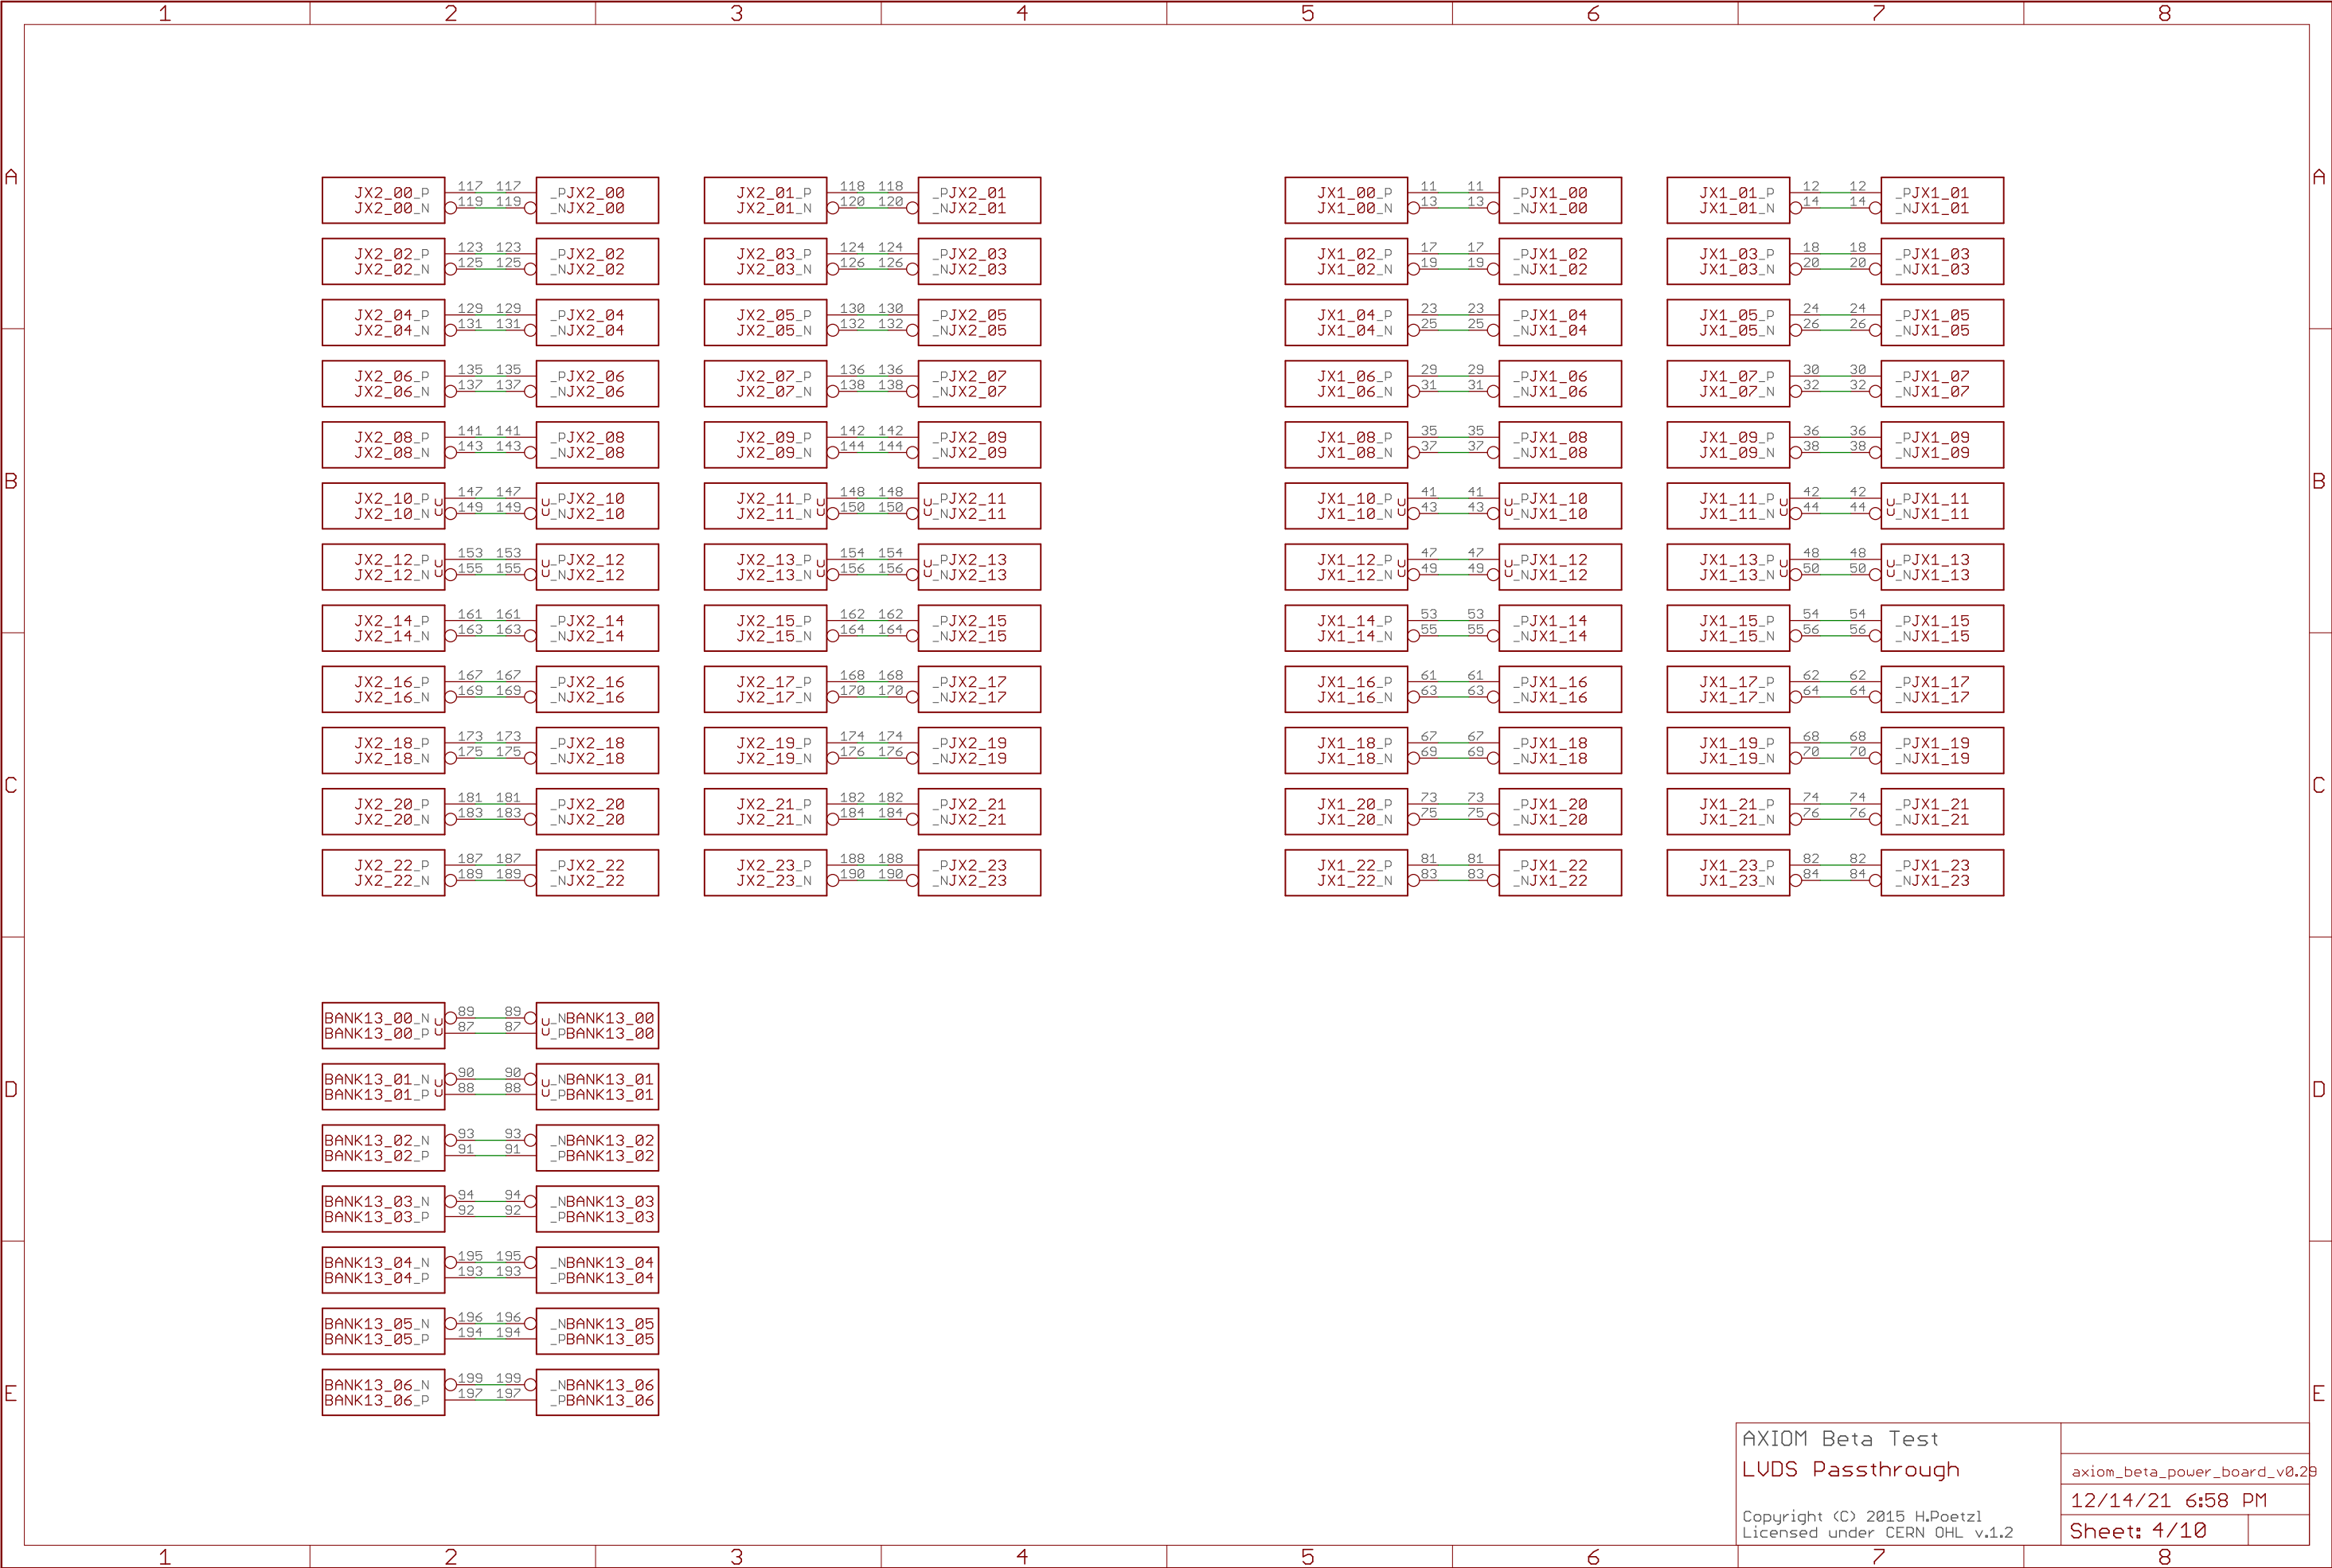 1 2 3 4 5 6 7 8
A A
JX2_00_P 117 117 _PJX2_00 JX2_01_P 118 118 _PJX2_01 JX1_00_P 11 11 _PJX1_00 JX1_01_P 12 12 _PJX1_01
JX2_00_N 119 119 _NJX2_00 JX2_01_N 120 120 _NJX2_01 JX1_00_N 13 13 _NJX1_00 JX1_01_N 14 14 _NJX1_01
JX2_02_P 123 123 _PJX2_02 JX2_03_P 124 124 _PJX2_03 JX1_02_P 17 17 _PJX1_02 JX1_03_P 18 18 _PJX1_03
JX2_02_N 125 125 _NJX2_02 JX2_03_N 126 126 _NJX2_03 JX1_02_N 19 19 _NJX1_02 JX1_03_N 20 20 _NJX1_03
JX2_04_P 129 129 _PJX2_04 JX2_05_P 130 130 _PJX2_05 JX1_04_P 23 23 _PJX1_04 JX1_05_P 24 24 _PJX1_05
JX2_04_N 131 131 _NJX2_04 JX2_05_N 132 132 _NJX2_05 JX1_04_N 25 25 _NJX1_04 JX1_05_N 26 26 _NJX1_05
JX2_06_P 135 135 _PJX2_06 JX2_07_P 136 136 _PJX2_07 JX1_06_P 29 29 _PJX1_06 JX1_07_P 30 30 _PJX1_07
JX2_06_N 137 137 _NJX2_06 JX2_07_N 138 138 _NJX2_07 JX1_06_N 31 31 _NJX1_06 JX1_07_N 32 32 _NJX1_07
JX2_08_P 141 141 _PJX2_08 JX2_09_P 142 142 _PJX2_09 JX1_08_P 35 35 _PJX1_08 JX1_09_P 36 36 _PJX1_09
JX2_08_N 143 143 _NJX2_08 JX2_09_N 144 144 _NJX2_09 JX1_08_N 37 37 _NJX1_08 JX1_09_N 38 38 _NJX1_09
B B
JX2_10_P 147 147 _PJX2_10 JX2_11_P 148 148 _PJX2_11 JX1_10_P 41 41 _PJX1_10 JX1_11_P 42 42 _PJX1_11
JX2_10_N 149 149 _NJX2_10 JX2_11_N 150 150 _NJX2_11 JX1_10_N 43 43 _NJX1_10 JX1_11_N 44 44 _NJX1_11
JX2_12_P 153 153 _PJX2_12 JX2_13_P 154 154 _PJX2_13 JX1_12_P 47 47 _PJX1_12 JX1_13_P 48 48 _PJX1_13
JX2_12_N 155 155 _NJX2_12 JX2_13_N 156 156 _NJX2_13 JX1_12_N 49 49 _NJX1_12 JX1_13_N 50 50 _NJX1_13
JX2_14_P 161 161 _PJX2_14 JX2_15_P 162 162 _PJX2_15 JX1_14_P 53 53 _PJX1_14 JX1_15_P 54 54 _PJX1_15
JX2_14_N 163 163 _NJX2_14 JX2_15_N 164 164 _NJX2_15 JX1_14_N 55 55 _NJX1_14 JX1_15_N 56 56 _NJX1_15
JX2_16_P 167 167 _PJX2_16 JX2_17_P 168 168 _PJX2_17 JX1_16_P 61 61 _PJX1_16 JX1_17_P 62 62 _PJX1_17
JX2_16_N 169 169 _NJX2_16 JX2_17_N 170 170 _NJX2_17 JX1_16_N 63 63 _NJX1_16 JX1_17_N 64 64 _NJX1_17
JX2_18_P 173 173 _PJX2_18 JX2_19_P 174 174 _PJX2_19 JX1_18_P 67 67 _PJX1_18 JX1_19_P 68 68 _PJX1_19
JX2_18_N 175 175 _NJX2_18 JX2_19_N 176 176 _NJX2_19 JX1_18_N 69 69 _NJX1_18 JX1_19_N 70 70 _NJX1_19
C C
JX2_20_P 181 181 _PJX2_20 JX2_21_P 182 182 _PJX2_21 JX1_20_P 73 73 _PJX1_20 JX1_21_P 74 74 _PJX1_21
JX2_20_N 183 183 _NJX2_20 JX2_21_N 184 184 _NJX2_21 JX1_20_N 75 75 _NJX1_20 JX1_21_N 76 76 _NJX1_21
JX2_22_P 187 187 _PJX2_22 JX2_23_P 188 188 _PJX2_23 JX1_22_P 81 81 _PJX1_22 JX1_23_P 82 82 _PJX1_23
JX2_22_N 189 189 _NJX2_22 JX2_23_N 190 190 _NJX2_23 JX1_22_N 83 83 _NJX1_22 JX1_23_N 84 84 _NJX1_23
BANK13_00_N 89 89 _NBANK13_00
BANK13_00_P 87 87 _PBANK13_00
BANK13_01_N 90 90 _NBANK13_01
D D
BANK13_01_P 88 88 _PBANK13_01
BANK13_02_N 93 93 _NBANK13_02
BANK13_02_P 91 91 _PBANK13_02
BANK13_03_N 94 94 _NBANK13_03
BANK13_03_P 92 92 _PBANK13_03
BANK13_04_N 195 195 _NBANK13_04
BANK13_04_P 193 193 _PBANK13_04
BANK13_05_N 196 196 _NBANK13_05
BANK13_05_P 194 194 _PBANK13_05
BANK13_06_N 199 199 _NBANK13_06
E E
BANK13_06_P 197 197 _PBANK13_06
AXIOM Beta Test
LVDS Passthrough
axiom_beta_power_board_v0.29
12/14/21 6:58 PM
Copyright (C) 2015 H.Poetzl
Licensed under CERN OHL v.1.2
Sheet: 4/10
1 2 3 4 5 6 7 8